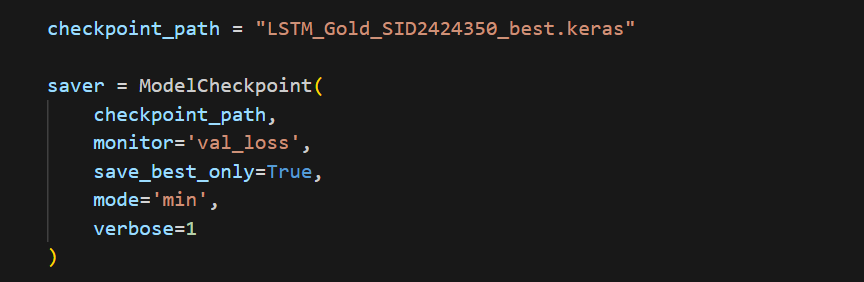 checkpoint_path = "LSTM_Gold_SID2424350_best.keras"
saver = ModelCheckpoint(
    checkpoint_path,
    monitor='val_loss',
    save_best_only=True,
    mode='min',
    verbose=1
)